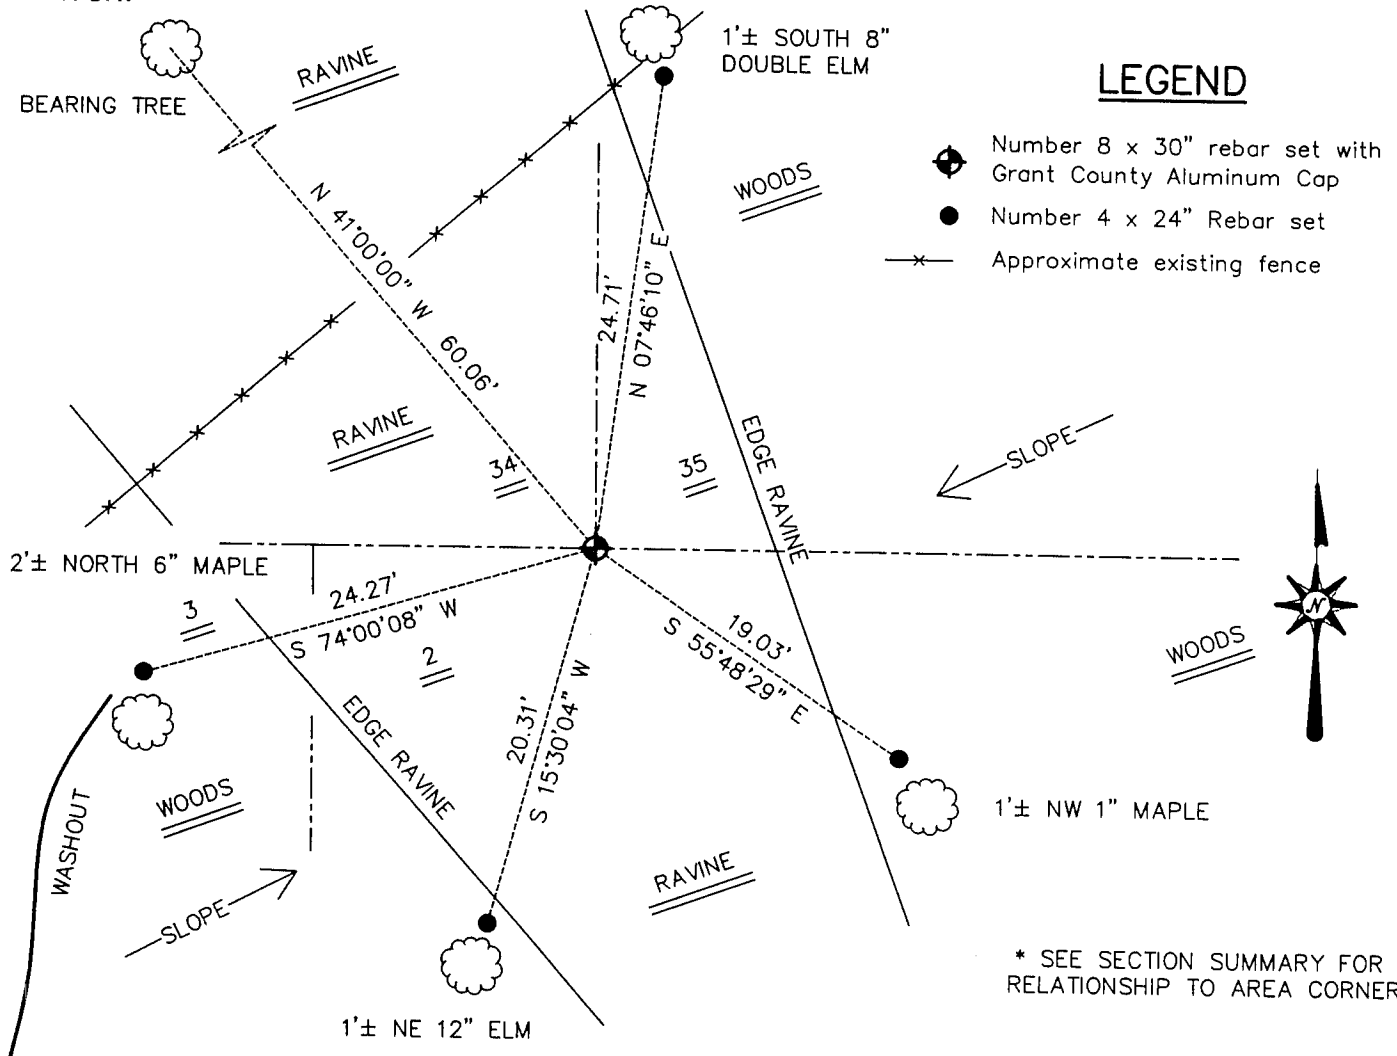 BEARING TREE
RAVINE
1'± SOUTH 8"
DOUBLE ELM
LEGEND
Number 8 x 30" rebar set with
Grant County Aluminum Cap
Number 4 x 24" Rebar set
Approximate existing fence
WOODS
N 41°00'00" W 60.06'
24.71'
N 07°46'10" E
RAVINE
34
35
EDGE RAVINE
SLOPE
2'± NORTH 6" MAPLE
3
24.27'
S 74°00'08" W
2
19.03'
S 55°48'29" E
WOODS
N
20.31'
S 15°30'04" W
EDGE RAVINE
WASHOUT
WOODS
SLOPE
1'± NW 1" MAPLE
RAVINE
1'± NE 12" ELM
* SEE SECTION SUMMARY FOR
RELATIONSHIP TO AREA CORNER